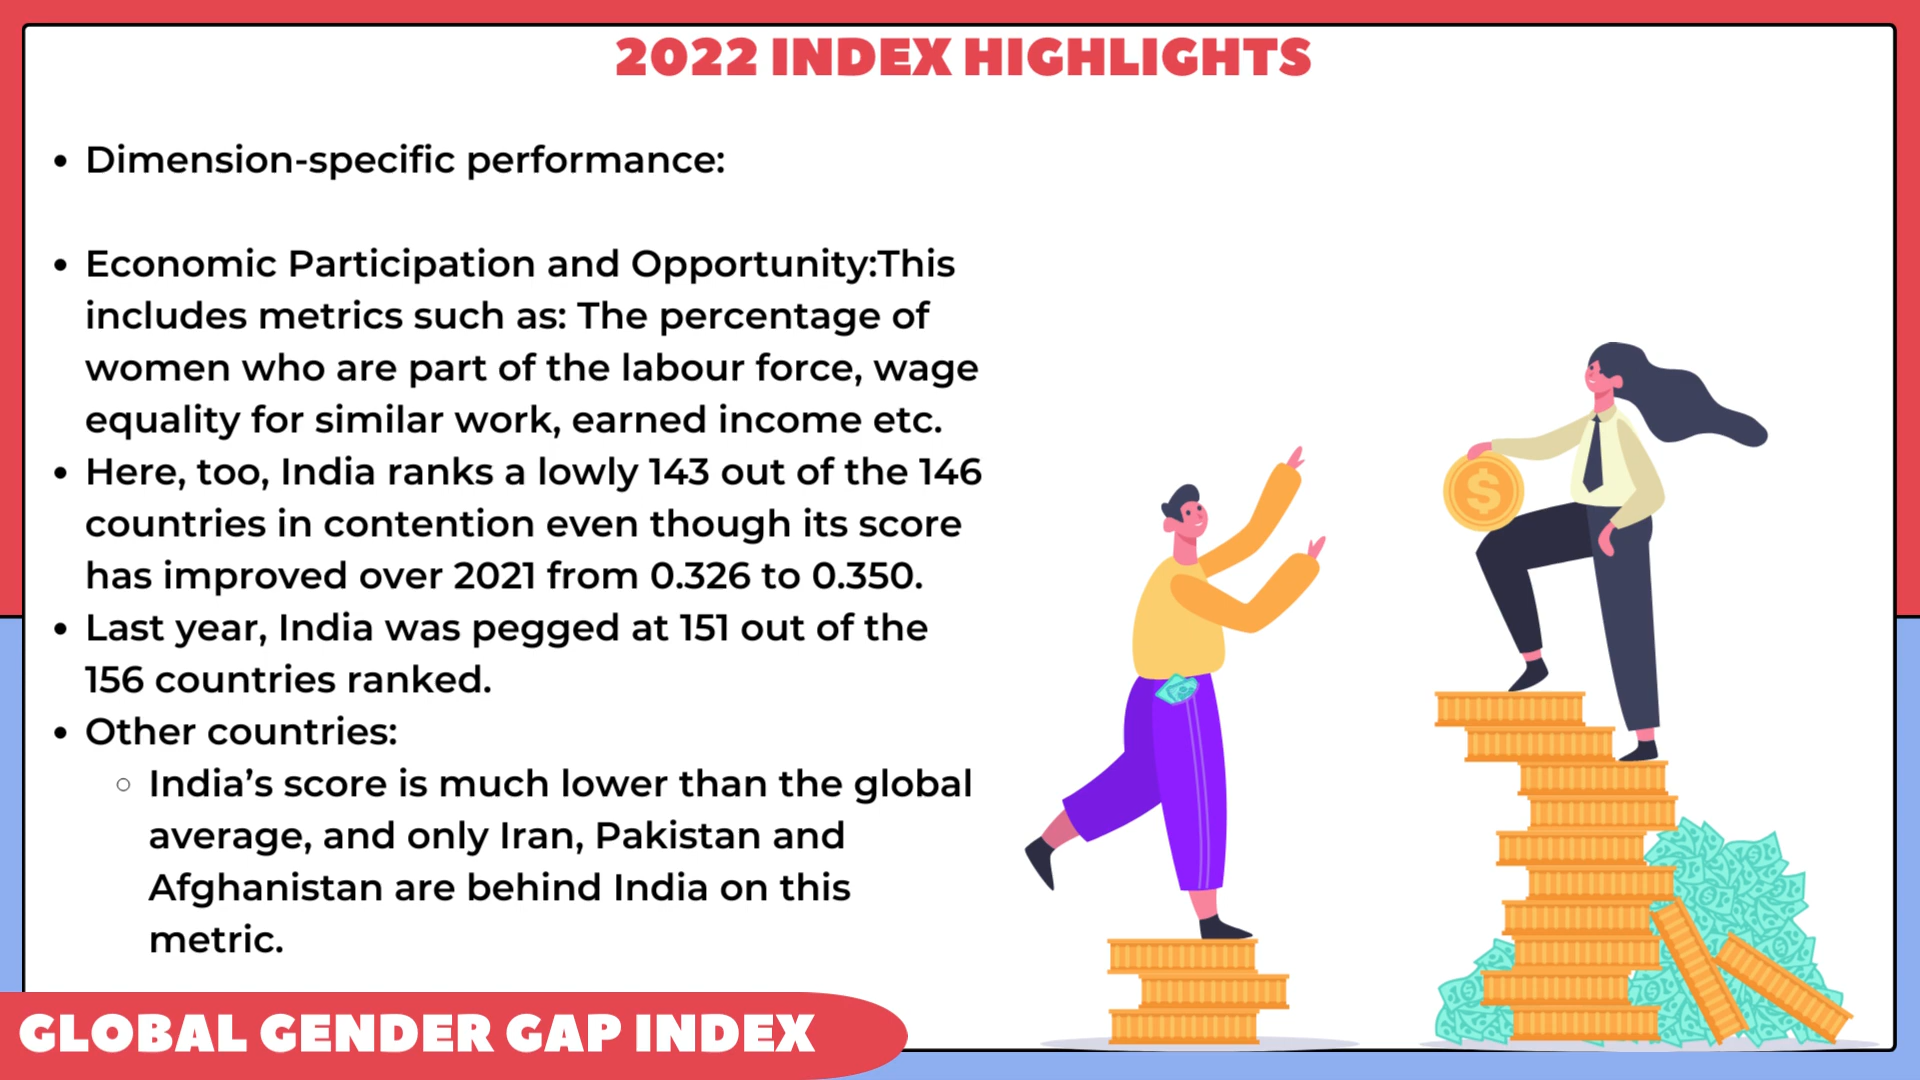 2022 INDEX HIGHLIGHTS
• Dimension-specific performance:
• Economic Participation and Opportunity:This
includes metrics such as: The percentage of
women who are part of the labour force, wage
equality for similar work, earned income etc.
• Here, too, India ranks a lowly 143 out of the 146
countries in contention even though its score
has improved over 2021 from 0.326 to 0.350.
• Last year, India was pegged at 151 out of the
156 countries ranked.
• Other countries:
○ India’s score is much lower than the global
average, and only Iran, Pakistan and
Afghanistan are behind India on this
metric.
$
GLOBAL GENDER GAP INDEX